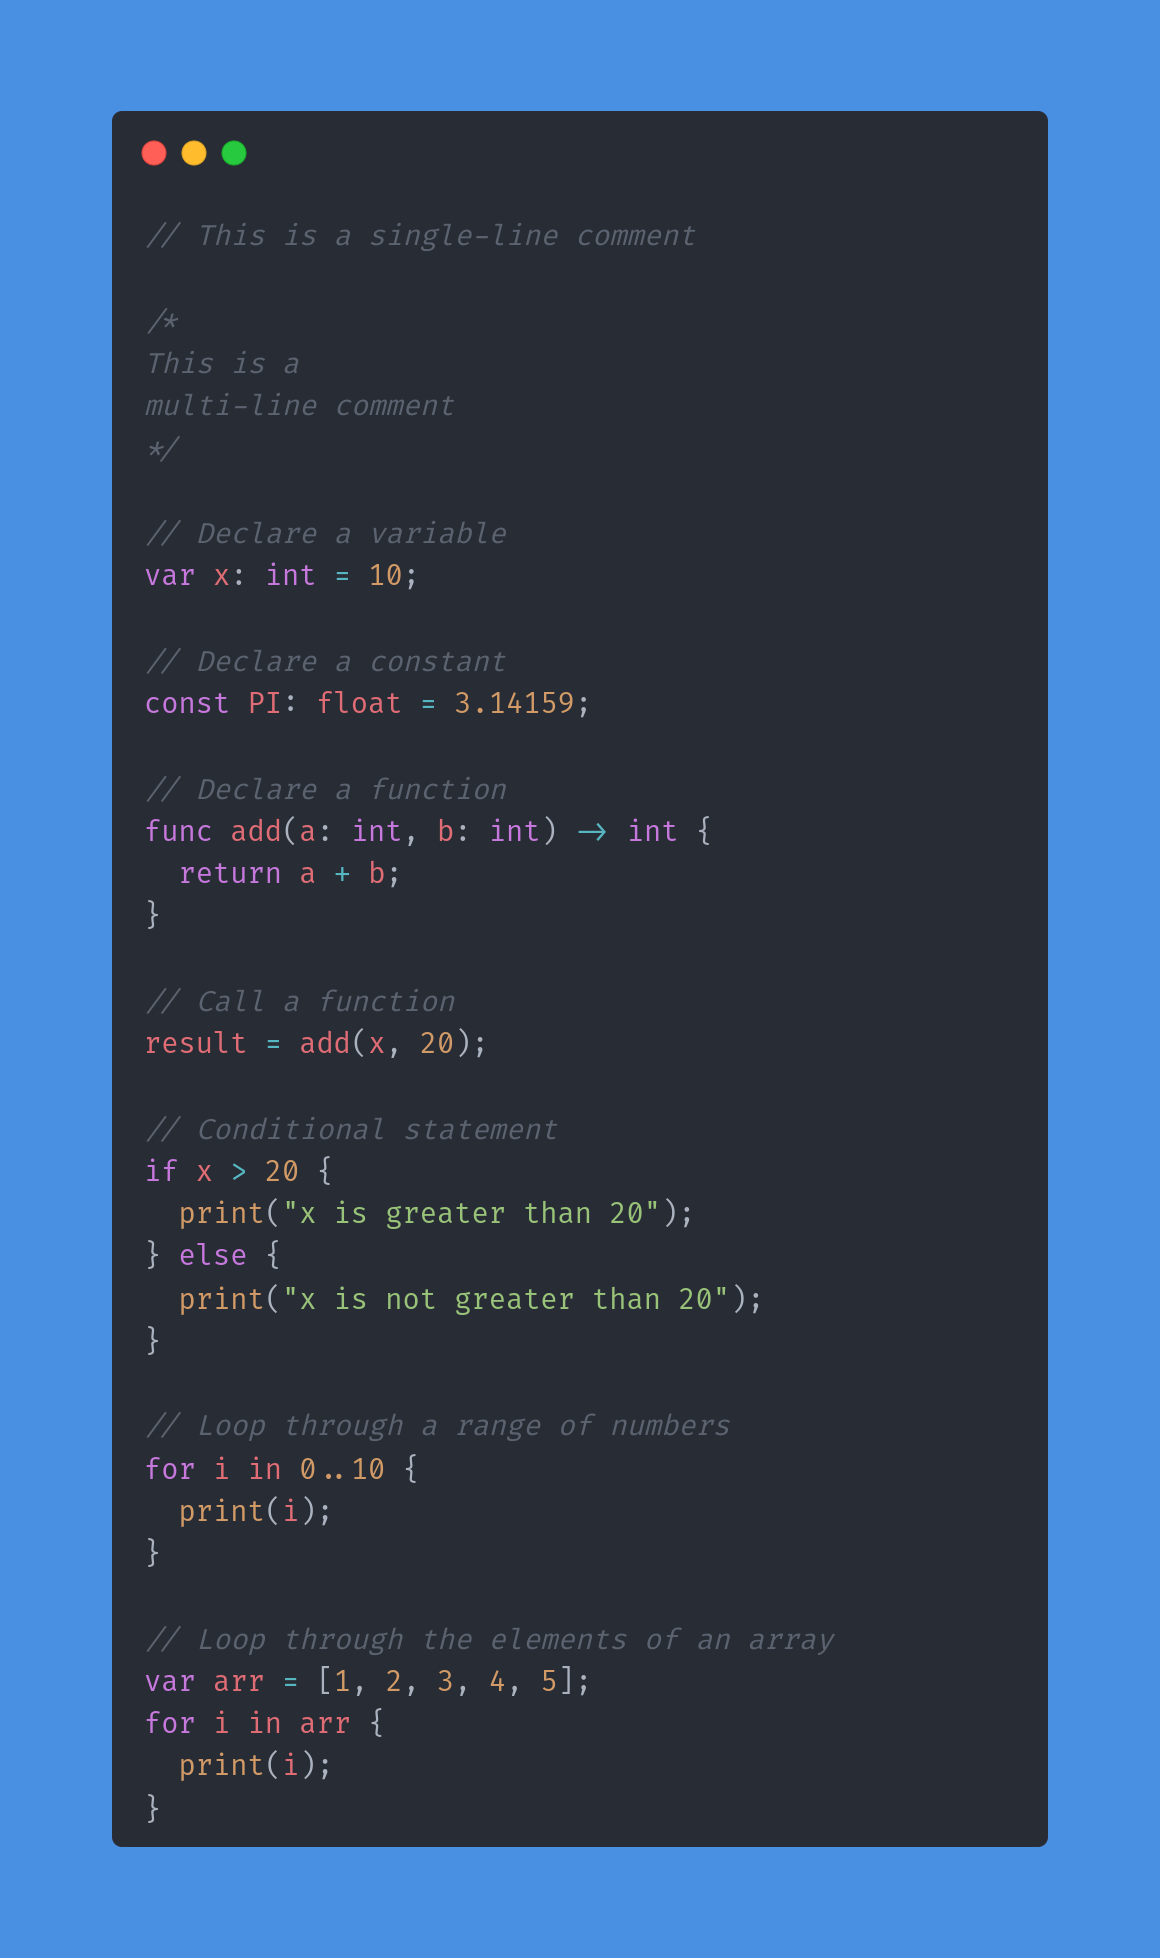 // This is a single-line comment

/*
This is a
multi-line comment
*/

// Declare a variable
var x: int = 10;

// Declare a constant
const PI: float = 3.14159;

// Declare a function
func add(a: int, b: int) -> int {
  return a + b;
}

// Call a function
result = add(x, 20);

// Conditional statement
if x > 20 {
  print("x is greater than 20");
} else {
  print("x is not greater than 20");
}

// Loop through a range of numbers
for i in 0..10 {
  print(i);
}

// Loop through the elements of an array
var arr = [1, 2, 3, 4, 5];
for i in arr {
  print(i);
}